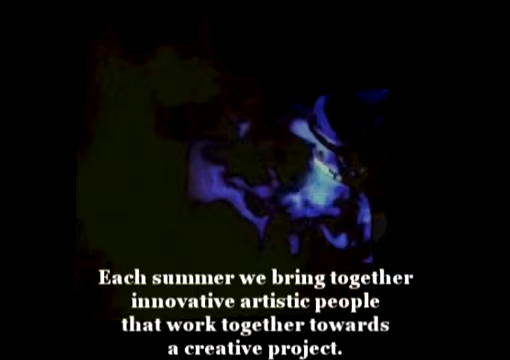 Each summer we bring together
innovative artistic people
that work together towards
a creative project.